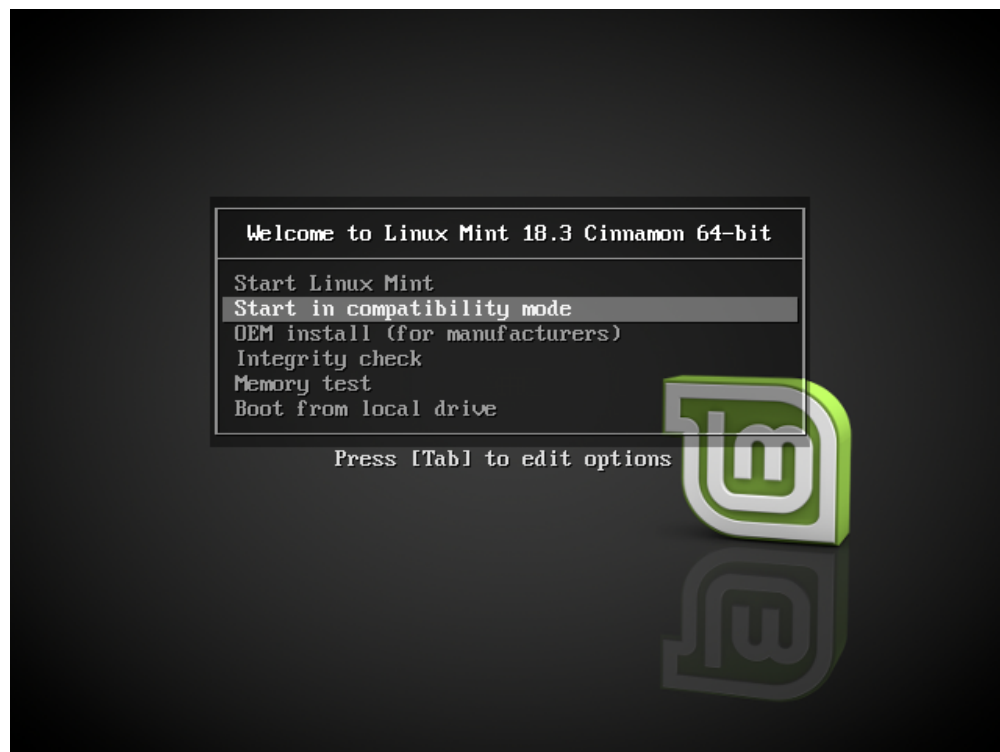 Welcome to Linux Mint 18.3 Cinnamon 64-bit
Start Linux Mint
Start in compatibility mode
OEM install (for manufacturers)
Integrity check
Memory test
Boot from local drive
Press [Tab] to edit options
lm